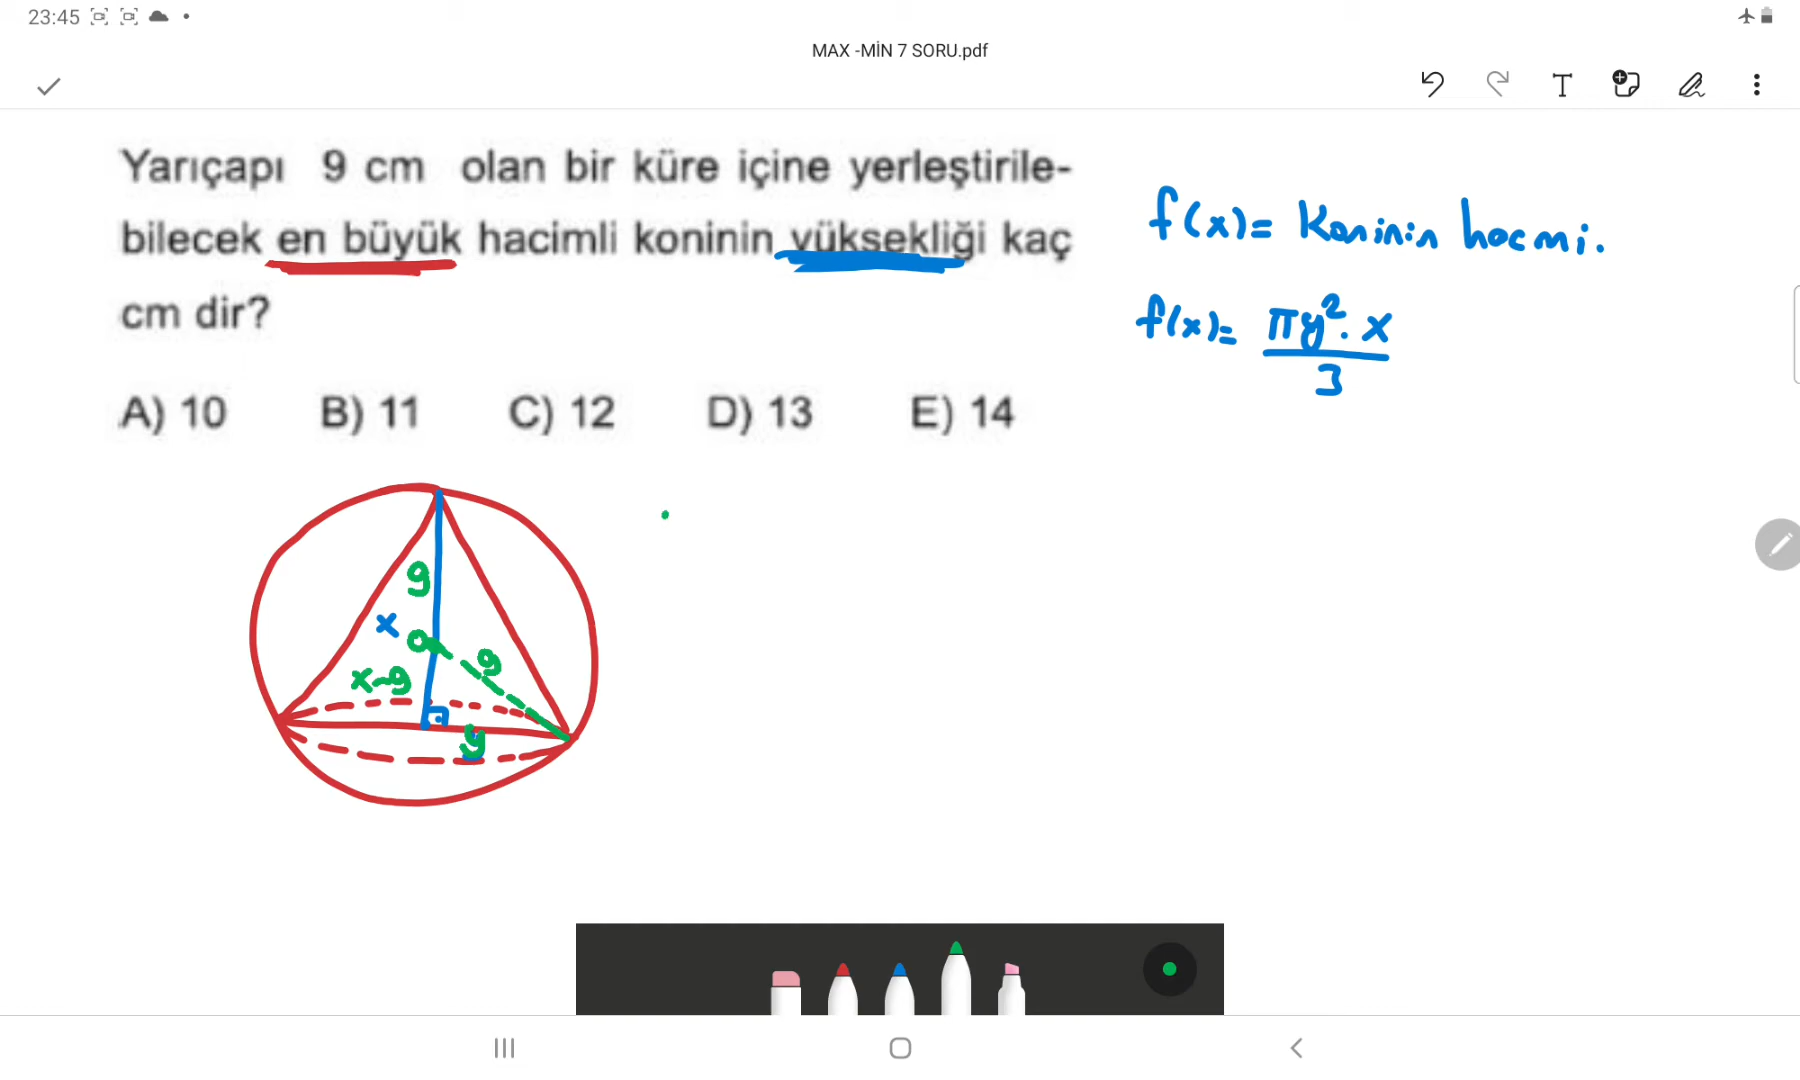 23:45
MAX -MİN 7 SORU.pdf
Yarıçapı 9 cm olan bir küre içine yerleştirile-
bilecek en büyük hacimli koninin yüksekliği kaç
cm dir?
A) 10 B) 11 C) 12 D) 13 E) 14
f(x)= Koninin hacmi.
f(x)= πy². x
3
9
x
O
9
x-9
y